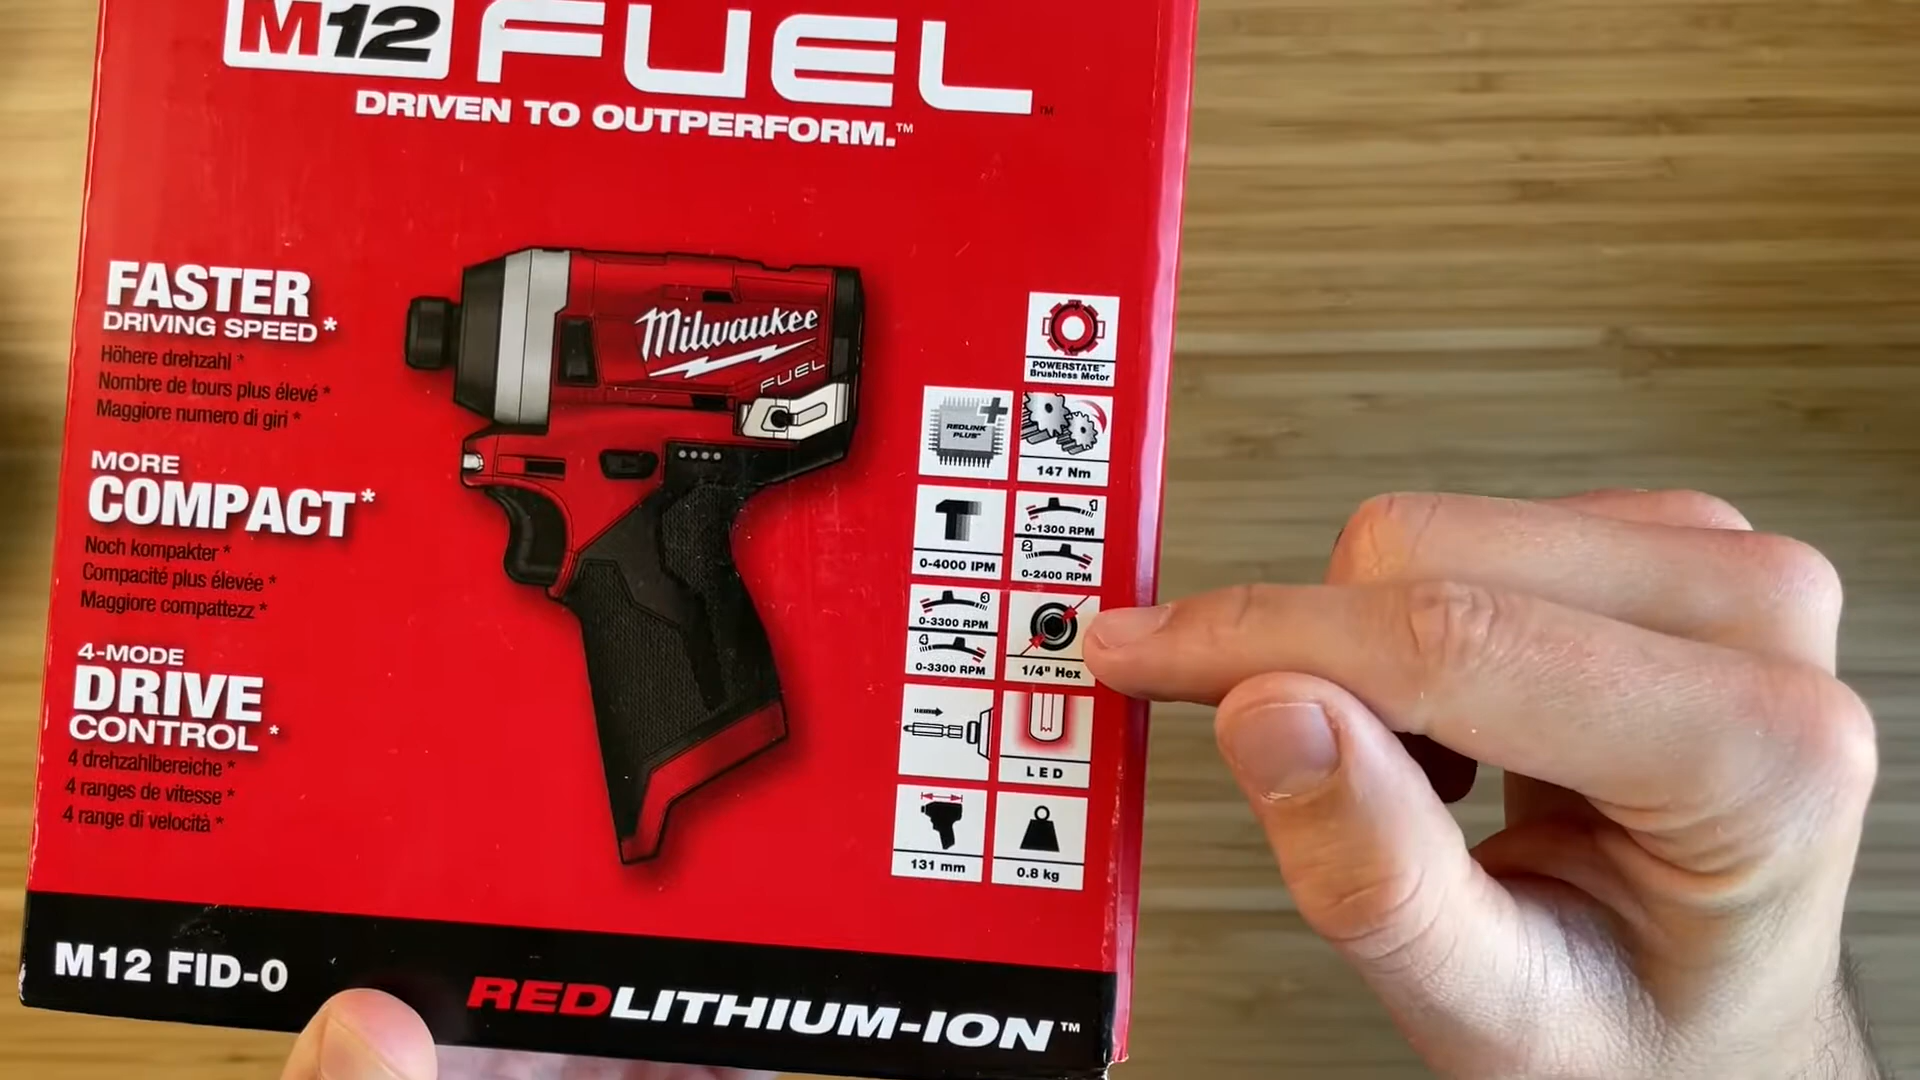 M12 FUEL™
DRIVEN TO OUTPERFORM.™
FASTER
DRIVING SPEED*
Höhere drehzahl *
Nombre de tours plus élevé *
Maggiore numero di giri *
MORE
COMPACT*
Noch kompakter *
Compacité plus élevée *
Maggiore compattezz *
4-MODE
DRIVE
CONTROL *
4 drehzahlbereiche *
4 ranges de vitesse *
4 range di velocità *
Milwaukee
FUEL
POWERSTATE™
Brushless Motor
REDLINK
PLUS™
147 Nm
0-4000 IPM
1
0-1300 RPM
2
0-2400 RPM
3
0-3300 RPM
4
0-3300 RPM
1/4" Hex
LED
131 mm
0.8 kg
M12 FID-0
REDLITHIUM-ION™